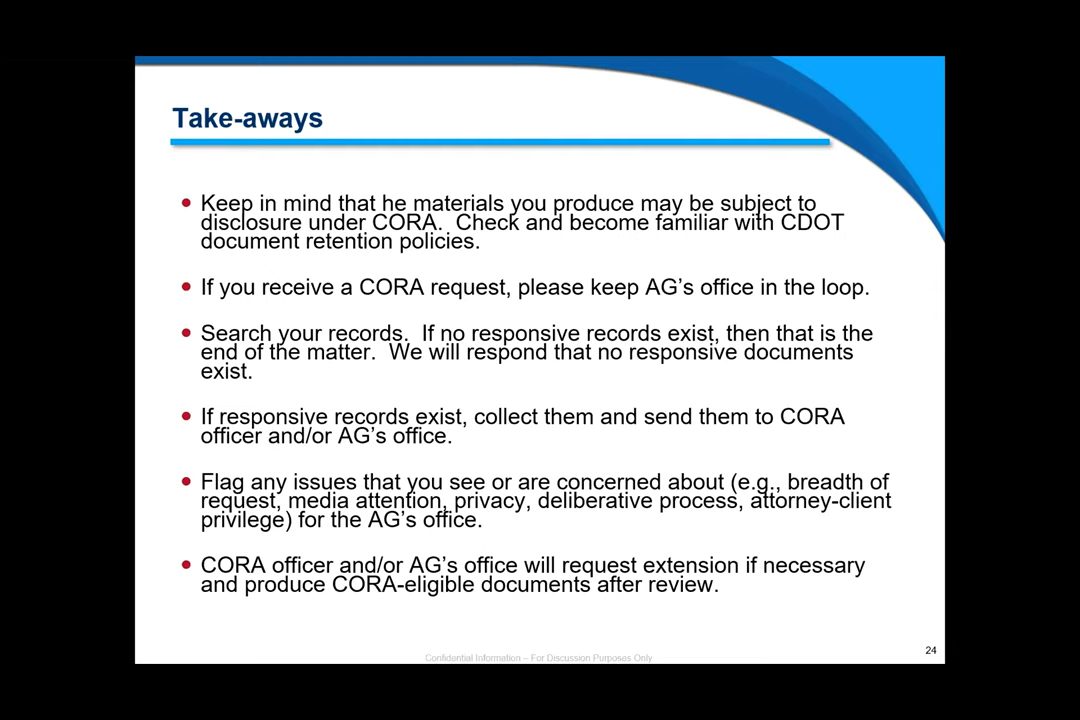 Take-aways
• Keep in mind that he materials you produce may be subject to
disclosure under CORA.  Check and become familiar with CDOT
document retention policies.
• If you receive a CORA request, please keep AG's office in the loop.
• Search your records.  If no responsive records exist, then that is the
end of the matter.  We will respond that no responsive documents
exist.
• If responsive records exist, collect them and send them to CORA
officer and/or AG's office.
• Flag any issues that you see or are concerned about (e.g., breadth of
request, media attention, privacy, deliberative process, attorney-client
privilege) for the AG's office.
• CORA officer and/or AG's office will request extension if necessary
and produce CORA-eligible documents after review.
Confidential Information – For Discussion Purposes Only
24